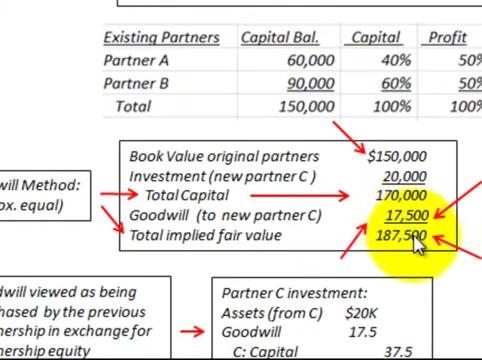 Existing Partners Capital Bal. Capital Profit
Partner A 60,000 40% 50%
Partner B 90,000 60% 50%
Total 150,000 100% 100%
Book Value original partners $150,000
Investment (new partner C ) 20,000
will Method: Total Capital 170,000
ox. equal) Goodwill (to new partner C) 17,500
Total implied fair value 187,500
dwill viewed as being
hased by the previous
nership in exchange for
nership equity
Partner C investment:
Assets (from C) $20K
Goodwill 17.5
C: Capital 37.5